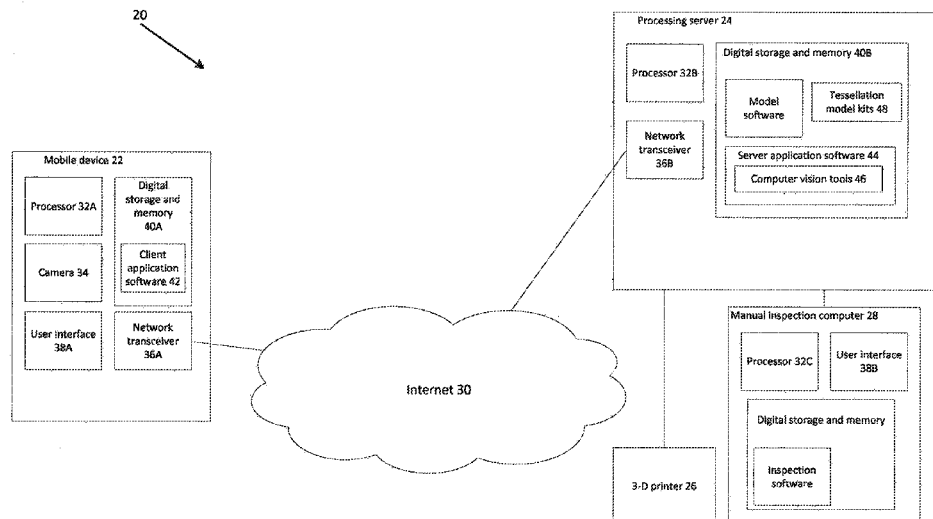 20
Processing server 24
Processor 32B
Digital storage and memory 40B
Model
software
Tessellation
model kits 48
Network
transceiver
36B
Server application software 44
Computer vision tools 46
Mobile device 22
Processor 32A
Digital
storage and
memory
40A
Camera 34
Client
application
software 42
User interface
38A
Network
transceiver
36A
Internet 30
Manual inspection computer 28
Processor 32C
User interface
38B
Digital storage and memory
Inspection
software
3-D printer 26